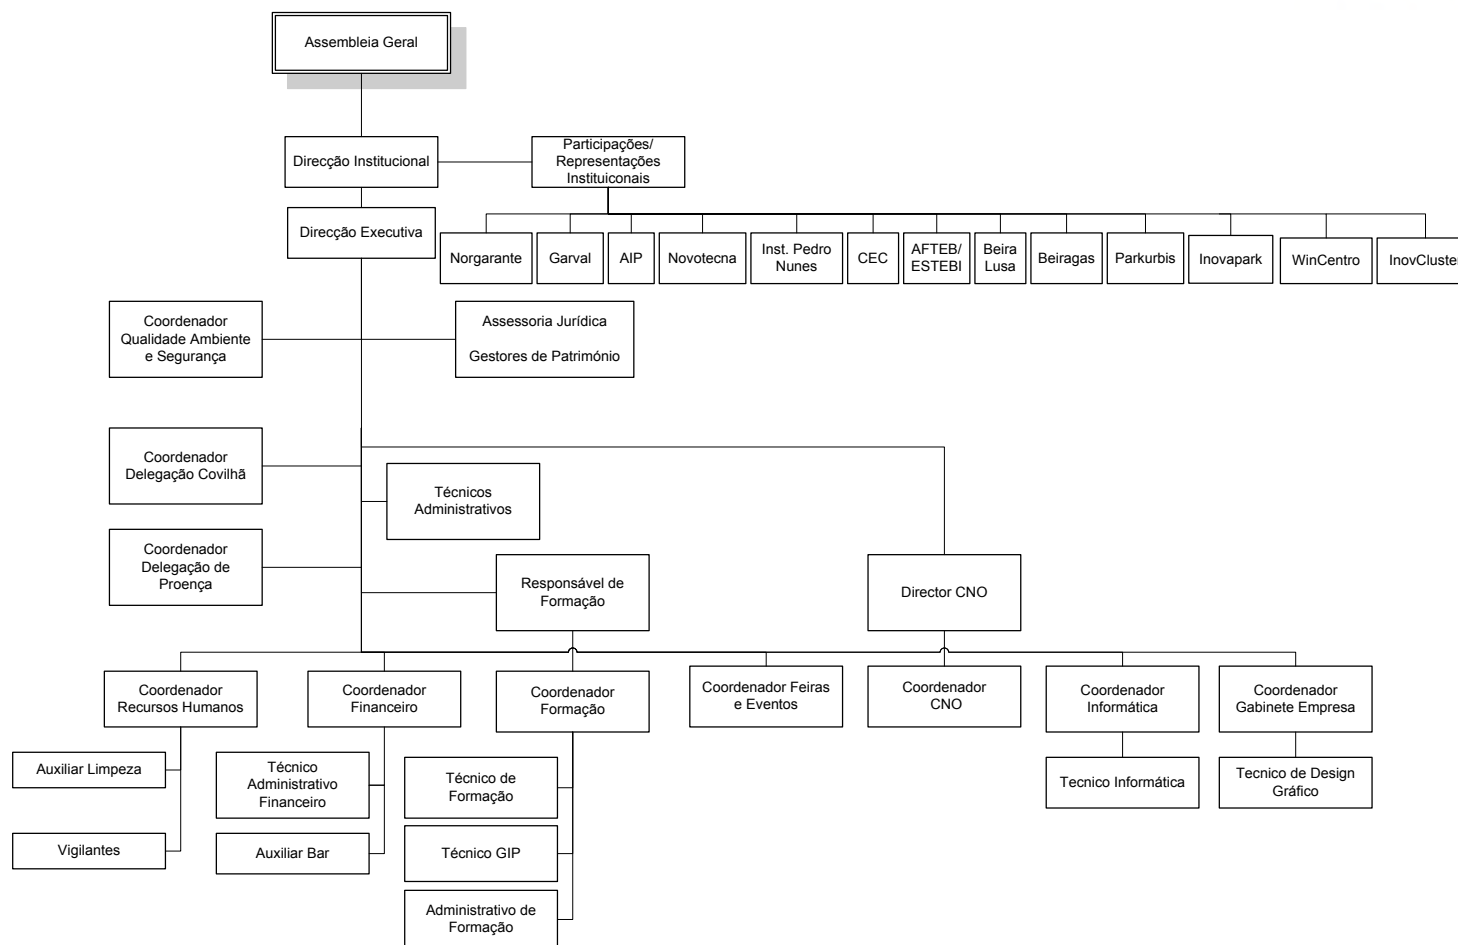 Assembleia Geral
Direcção Institucional
Participações/
Representações
Instituiconais
Direcção Executiva
Norgarante
Garval
AIP
Novotecna
Inst. Pedro
Nunes
CEC
AFTEB/
ESTEBI
Beira
Lusa
Beiragas
Parkurbis
Inovapark
WinCentro
InovCluster
Coordenador
Qualidade Ambiente
e Segurança
Assessoria Jurídica
Gestores de Património
Coordenador
Delegação Covilhã
Técnicos
Administrativos
Coordenador
Delegação de
Proença
Responsável de
Formação
Director CNO
Coordenador
Recursos Humanos
Coordenador
Financeiro
Coordenador
Formação
Coordenador Feiras
e Eventos
Coordenador
CNO
Coordenador
Informática
Coordenador
Gabinete Empresa
Auxiliar Limpeza
Técnico
Administrativo
Financeiro
Técnico de
Formação
Tecnico Informática
Tecnico de Design
Gráfico
Vigilantes
Auxiliar Bar
Técnico GIP
Administrativo de
Formação